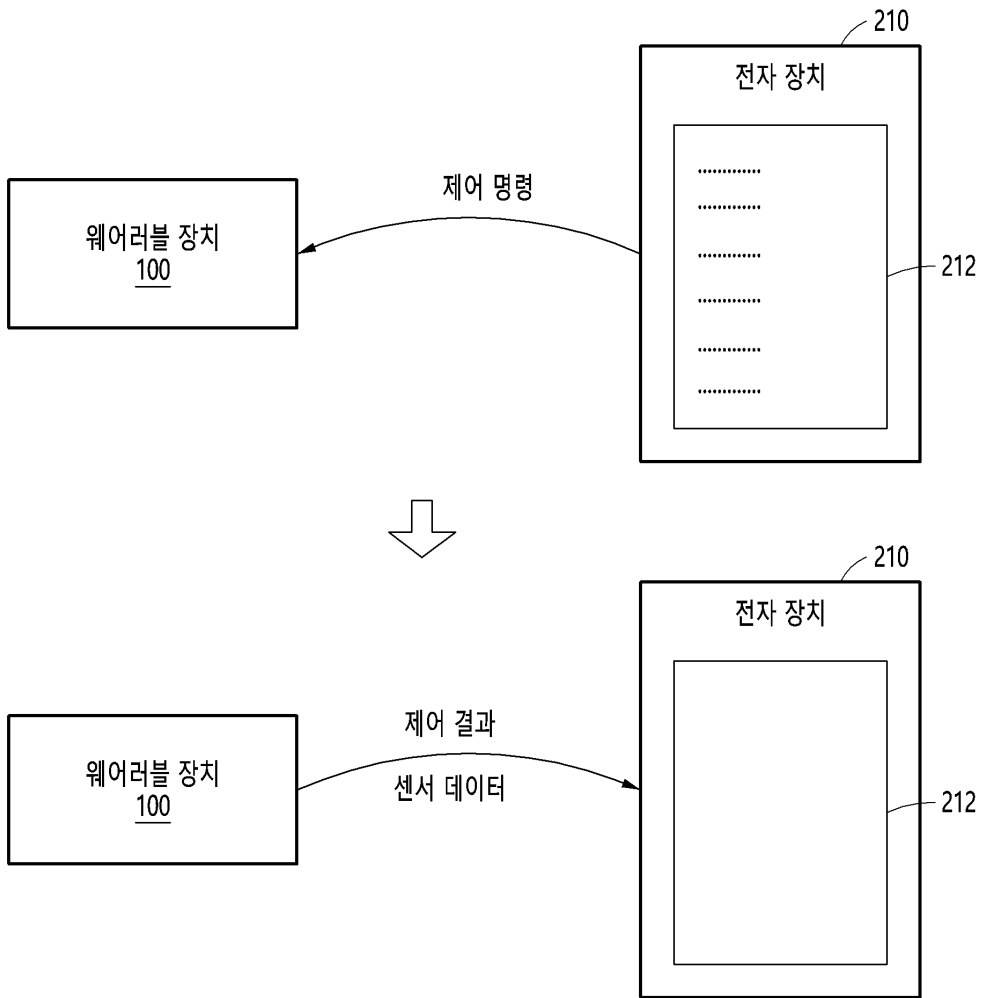 210
전자 장치
제어 명령
웨어러블 장치
100
212
210
전자 장치
제어 결과
센서 데이터
웨어러블 장치
100
212